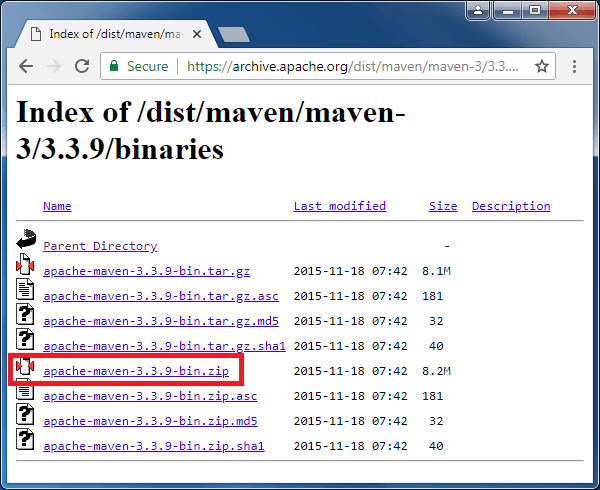 Index of /dist/maven/mav
Secure https://archive.apache.org/dist/maven/maven-3/3.3....
Index of /dist/maven/maven-
3/3.3.9/binaries
Name Last modified Size Description
Parent Directory -
apache-maven-3.3.9-bin.tar.gz 2015-11-18 07:42 8.1M
apache-maven-3.3.9-bin.tar.gz.asc 2015-11-18 07:42 181
apache-maven-3.3.9-bin.tar.gz.md5 2015-11-18 07:42 32
apache-maven-3.3.9-bin.tar.gz.sha1 2015-11-18 07:42 40
apache-maven-3.3.9-bin.zip 2015-11-18 07:42 8.2M
apache-maven-3.3.9-bin.zip.asc 2015-11-18 07:42 181
apache-maven-3.3.9-bin.zip.md5 2015-11-18 07:42 32
apache-maven-3.3.9-bin.zip.sha1 2015-11-18 07:42 40